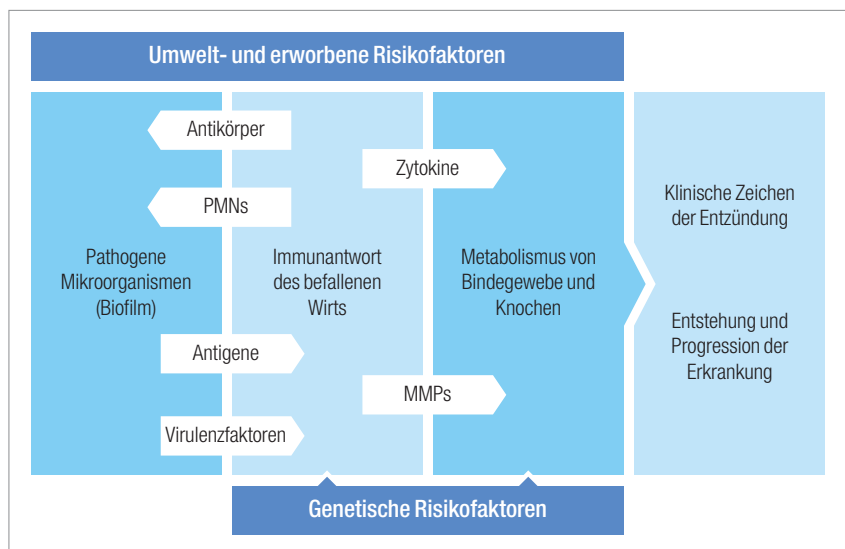 Umwelt- und erworbene Risikofaktoren
Antikörper
PMNs
Pathogene
Mikroorganismen
(Biofilm)
Antigene
Virulenzfaktoren
Immunantwort
des befallenen
Wirts
Zytokine
Metabolismus von
Bindegewebe und
Knochen
MMPs
Klinische Zeichen
der Entzündung
Entstehung und
Progression der
Erkrankung
Genetische Risikofaktoren